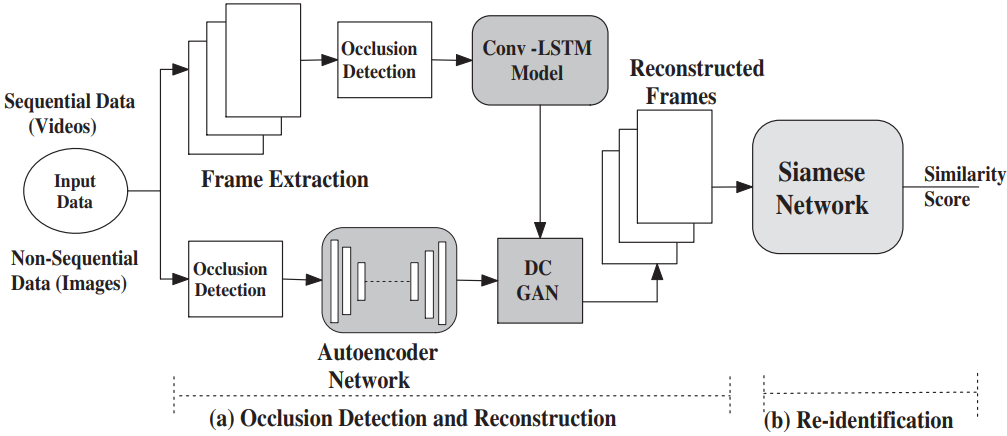 Sequential Data
(Videos)
Input
Data
Non-Sequential
Data (Images)
Frame Extraction
Occlusion
Detection
Conv -LSTM
Model
Occlusion
Detection
Autoencoder
Network
DC
GAN
Reconstructed
Frames
Siamese
Network
Similarity
Score
(a) Occlusion Detection and Reconstruction
(b) Re-identification